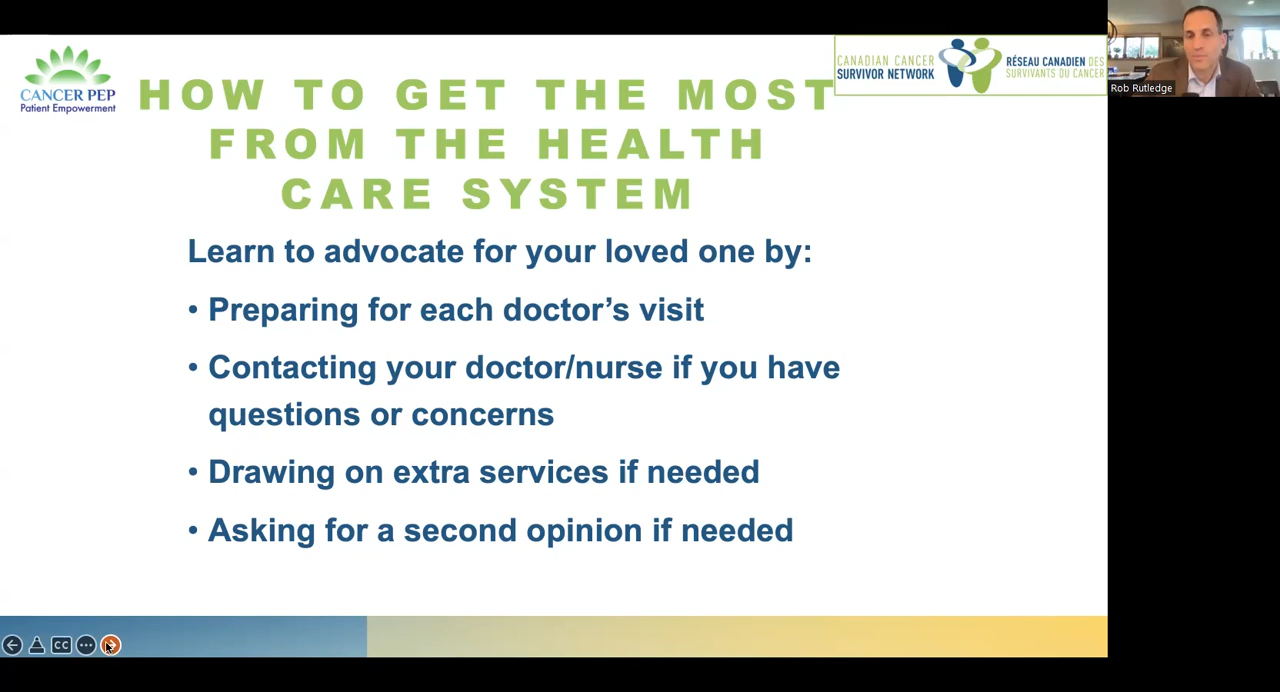 CANCER PEP
Patient Empowerment
HOW TO GET THE MOST
FROM THE HEALTH
CARE SYSTEM
CANADIAN CANCER
SURVIVOR NETWORK
RÉSEAU CANADIEN DES
SURVIVANTS DU CANCER
Rob Rutledge
Learn to advocate for your loved one by:
• Preparing for each doctor’s visit
• Contacting your doctor/nurse if you have
questions or concerns
• Drawing on extra services if needed
• Asking for a second opinion if needed
CC